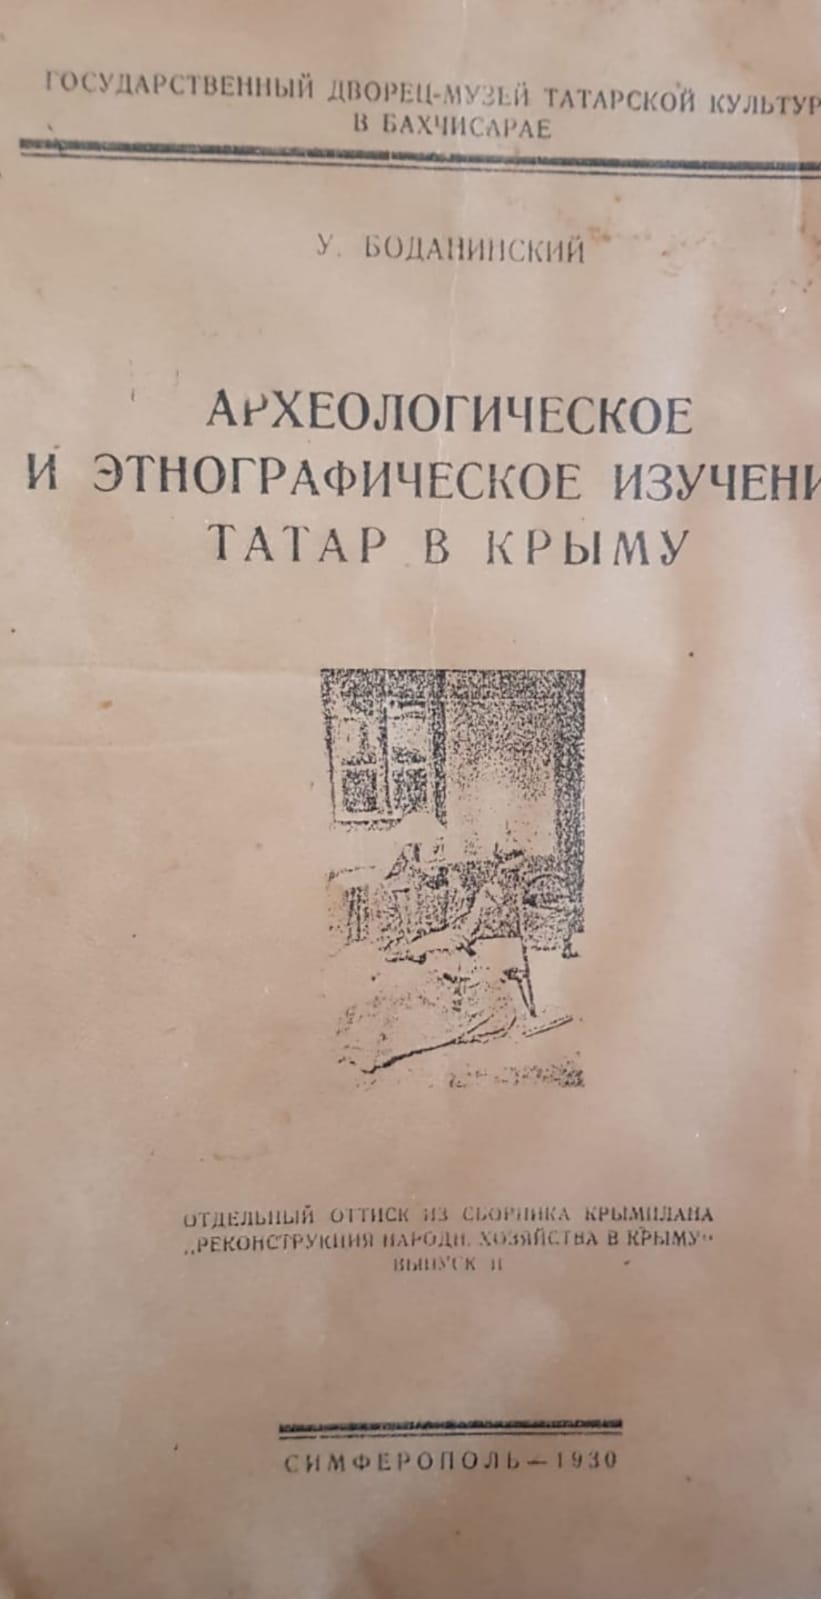 ГОСУДАРСТВЕННЫЙ ДВОРЕЦ-МУЗЕЙ ТАТАРСКОЙ КУЛЬТУР
В БАХЧИСАРАЕ
У. БОДАНИНСКИЙ
АРХЕОЛОГИЧЕСКОЕ
И ЭТНОГРАФИЧЕСКОЕ ИЗУЧЕНИ
ТАТАР В КРЫМУ
ОТДЕЛЬНЫЙ ОТТИСК ИЗ СБОРНИКА КРЫМПЛАНА
„РЕКОНСТРУКЦИЯ НАРОДН. ХОЗЯЙСТВА В КРЫМУ“
ВЫПУСК II
СИМФЕРОПОЛЬ — 1930